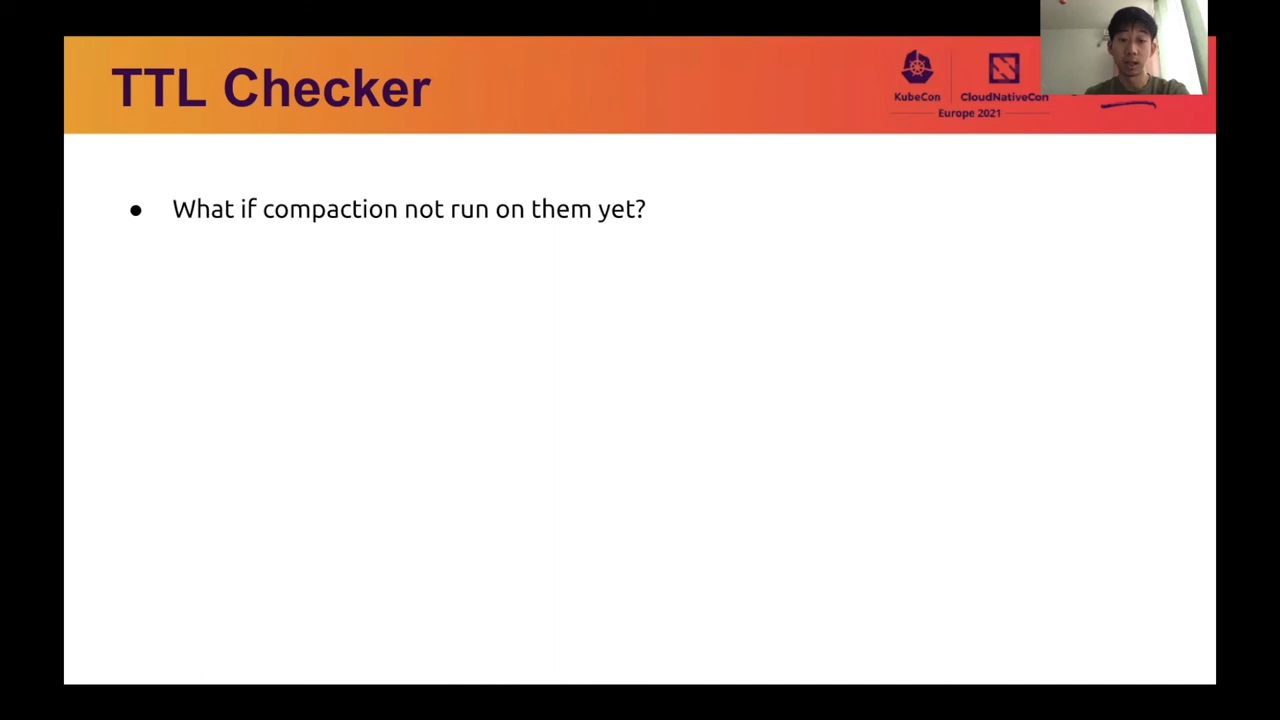 TTL Checker
KubeCon
CloudNativeCon
Europe 2021
● What if compaction not run on them yet?